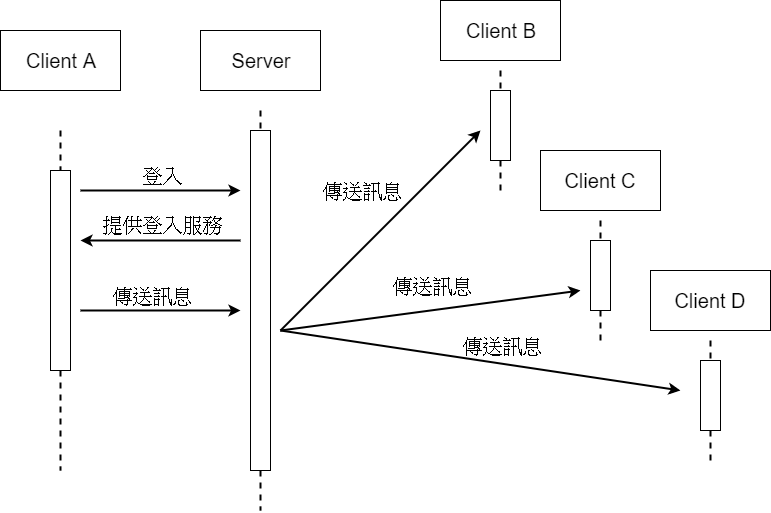 Client A
Server
Client B
Client C
Client D
登入
提供登入服務
傳送訊息
傳送訊息
傳送訊息
傳送訊息